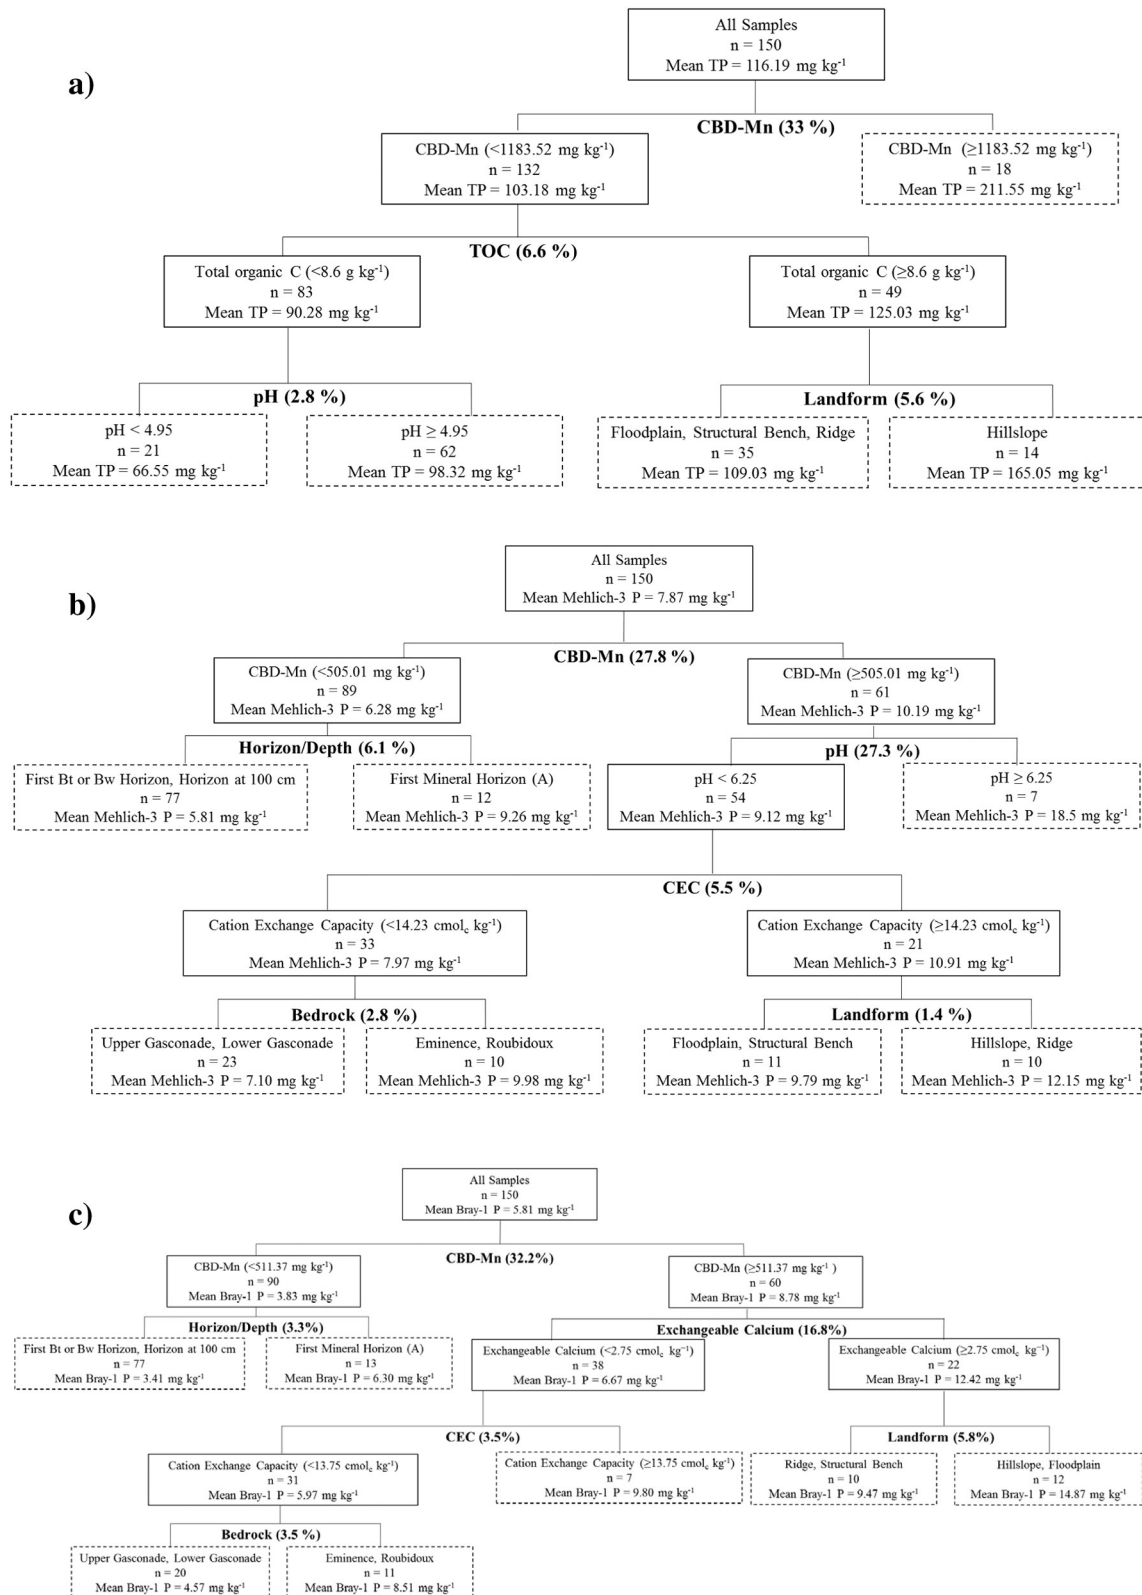 a)
All Samples
n = 150
Mean TP = 116.19 mg kg⁻¹
CBD-Mn (33 %)
CBD-Mn (<1183.52 mg kg⁻¹)
n = 132
Mean TP = 103.18 mg kg⁻¹
CBD-Mn (≥1183.52 mg kg⁻¹)
n = 18
Mean TP = 211.55 mg kg⁻¹
TOC (6.6 %)
Total organic C (<8.6 g kg⁻¹)
n = 83
Mean TP = 90.28 mg kg⁻¹
Total organic C (≥8.6 g kg⁻¹)
n = 49
Mean TP = 125.03 mg kg⁻¹
pH (2.8 %)
pH < 4.95
n = 21
Mean TP = 66.55 mg kg⁻¹
pH ≥ 4.95
n = 62
Mean TP = 98.32 mg kg⁻¹
Landform (5.6 %)
Floodplain, Structural Bench, Ridge
n = 35
Mean TP = 109.03 mg kg⁻¹
Hillslope
n = 14
Mean TP = 165.05 mg kg⁻¹
b)
All Samples
n = 150
Mean Mehlich-3 P = 7.87 mg kg⁻¹
CBD-Mn (27.8 %)
CBD-Mn (<505.01 mg kg⁻¹)
n = 89
Mean Mehlich-3 P = 6.28 mg kg⁻¹
CBD-Mn (≥505.01 mg kg⁻¹)
n = 61
Mean Mehlich-3 P = 10.19 mg kg⁻¹
Horizon/Depth (6.1 %)
First Bt or Bw Horizon, Horizon at 100 cm
n = 77
Mean Mehlich-3 P = 5.81 mg kg⁻¹
First Mineral Horizon (A)
n = 12
Mean Mehlich-3 P = 9.26 mg kg⁻¹
pH (27.3 %)
pH < 6.25
n = 54
Mean Mehlich-3 P = 9.12 mg kg⁻¹
pH ≥ 6.25
n = 7
Mean Mehlich-3 P = 18.5 mg kg⁻¹
CEC (5.5 %)
Cation Exchange Capacity (<14.23 cmolc kg⁻¹)
n = 33
Mean Mehlich-3 P = 7.97 mg kg⁻¹
Cation Exchange Capacity (≥14.23 cmolc kg⁻¹)
n = 21
Mean Mehlich-3 P = 10.91 mg kg⁻¹
Bedrock (2.8 %)
Upper Gasconade, Lower Gasconade
n = 23
Mean Mehlich-3 P = 7.10 mg kg⁻¹
Eminence, Roubidoux
n = 10
Mean Mehlich-3 P = 9.98 mg kg⁻¹
Landform (1.4 %)
Floodplain, Structural Bench
n = 11
Mean Mehlich-3 P = 9.79 mg kg⁻¹
Hillslope, Ridge
n = 10
Mean Mehlich-3 P = 12.15 mg kg⁻¹
c)
All Samples
n = 150
Mean Bray-1 P = 5.81 mg kg⁻¹
CBD-Mn (32.2%)
CBD-Mn (<511.37 mg kg⁻¹)
n = 90
Mean Bray-1 P = 3.83 mg kg⁻¹
CBD-Mn (≥511.37 mg kg⁻¹ )
n = 60
Mean Bray-1 P = 8.78 mg kg⁻¹
Horizon/Depth (3.3%)
First Bt or Bw Horizon, Horizon at 100 cm
n = 77
Mean Bray-1 P = 3.41 mg kg⁻¹
First Mineral Horizon (A)
n = 13
Mean Bray-1 P = 6.30 mg kg⁻¹
Exchangeable Calcium (16.8%)
Exchangeable Calcium (<2.75 cmolc kg⁻¹)
n = 38
Mean Bray-1 P = 6.67 mg kg⁻¹
Exchangeable Calcium (≥2.75 cmolc kg⁻¹)
n = 22
Mean Bray-1 P = 12.42 mg kg⁻¹
CEC (3.5%)
Cation Exchange Capacity (<13.75 cmolc kg⁻¹)
n = 31
Mean Bray-1 P = 5.97 mg kg⁻¹
Cation Exchange Capacity (≥13.75 cmolc kg⁻¹)
n = 7
Mean Bray-1 P = 9.80 mg kg⁻¹
Landform (5.8%)
Ridge, Structural Bench
n = 10
Mean Bray-1 P = 9.47 mg kg⁻¹
Hillslope, Floodplain
n = 12
Mean Bray-1 P = 14.87 mg kg⁻¹
Bedrock (3.5 %)
Upper Gasconade, Lower Gasconade
n = 20
Mean Bray-1 P = 4.57 mg kg⁻¹
Eminence, Roubidoux
n = 11
Mean Bray-1 P = 8.51 mg kg⁻¹